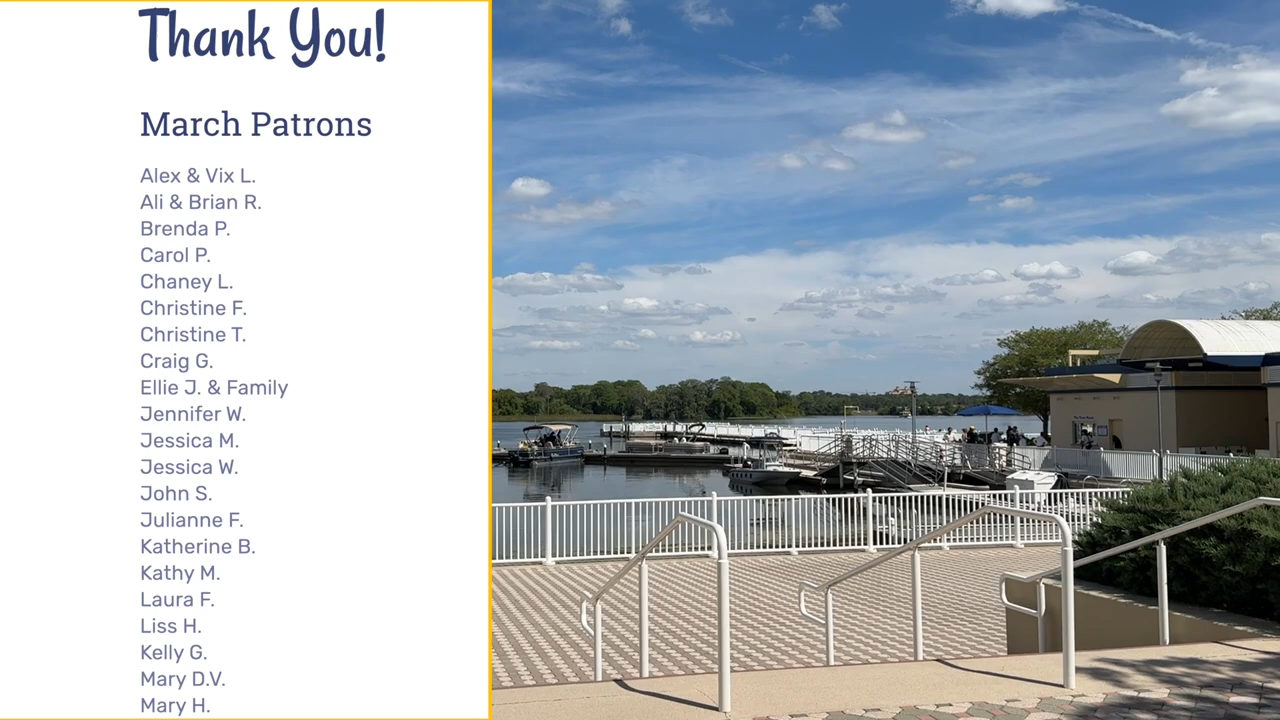 Thank You!
March Patrons
Alex & Vix L.
Ali & Brian R.
Brenda P.
Carol P.
Chaney L.
Christine F.
Christine T.
Craig G.
Ellie J. & Family
Jennifer W.
Jessica M.
Jessica W.
John S.
Julianne F.
Katherine B.
Kathy M.
Laura F.
Liss H.
Kelly G.
Mary D.V.
Mary H.